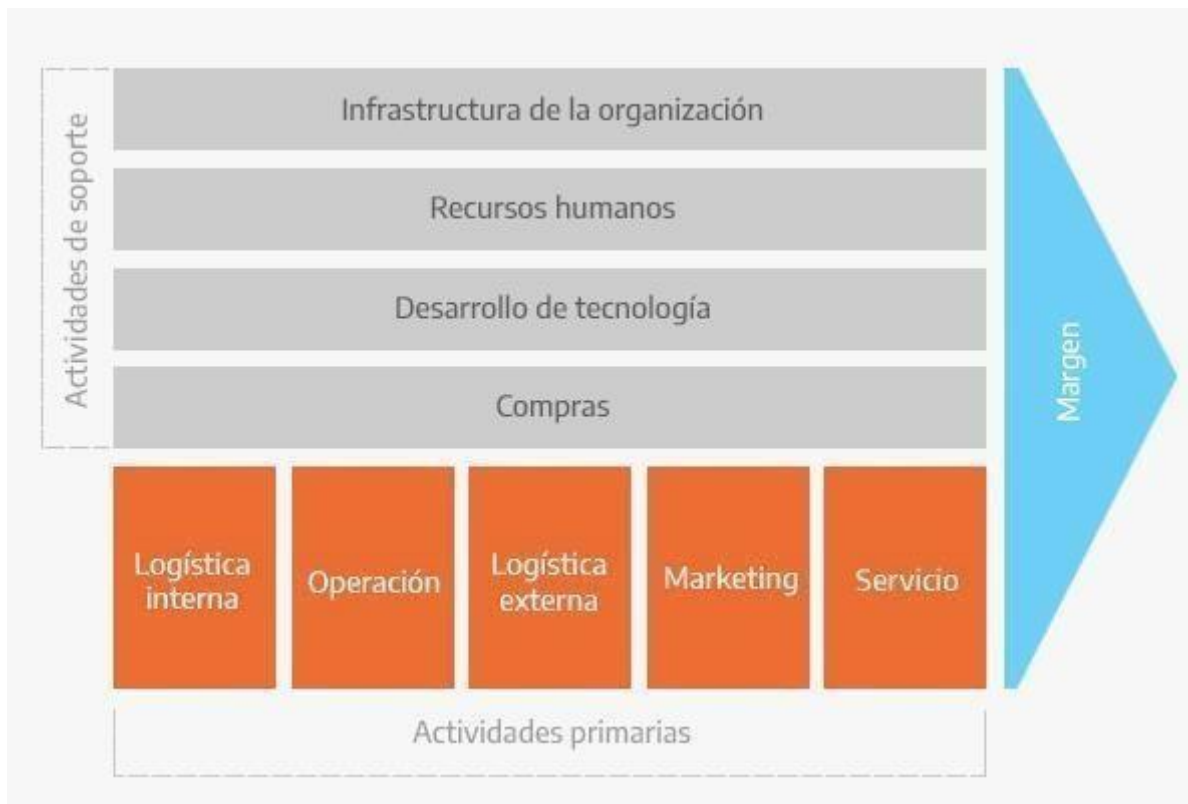 Actividades de soporte
Infrastructura de la organización
Recursos humanos
Desarrollo de tecnología
Compras
Logística
interna
Operación
Logística
externa
Marketing
Servicio
Margen
Actividades primarias